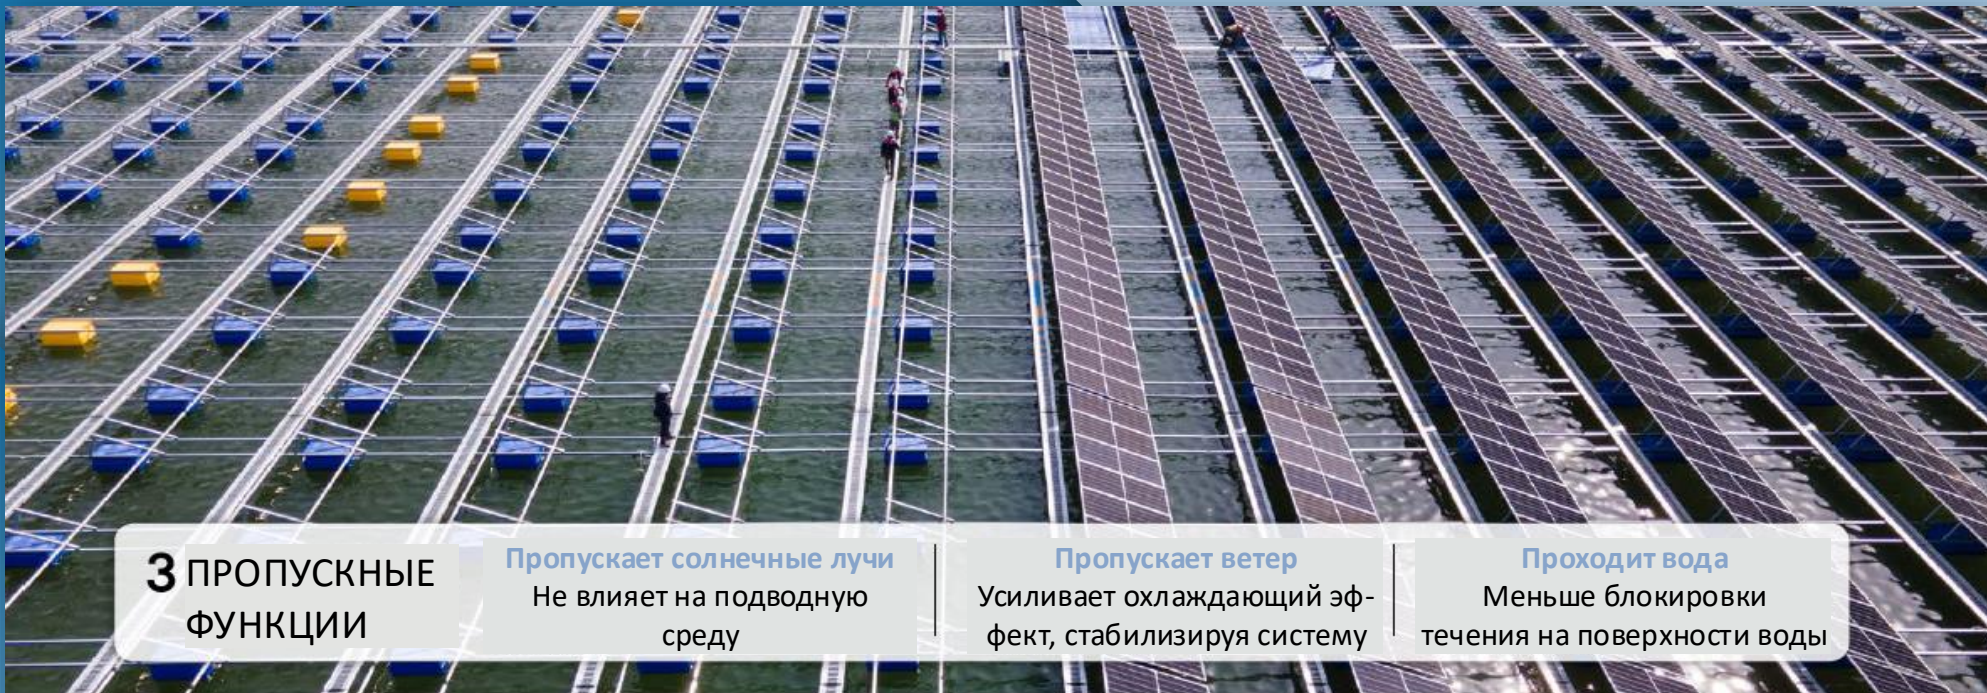 3 ПРОПУСКНЫЕ
ФУНКЦИИ
Пропускает солнечные лучи
Не влияет на подводную
среду
Пропускает ветер
Усиливает охлаждающий эф-
фект, стабилизируя систему
Проходит вода
Меньше блокировки
течения на поверхности воды